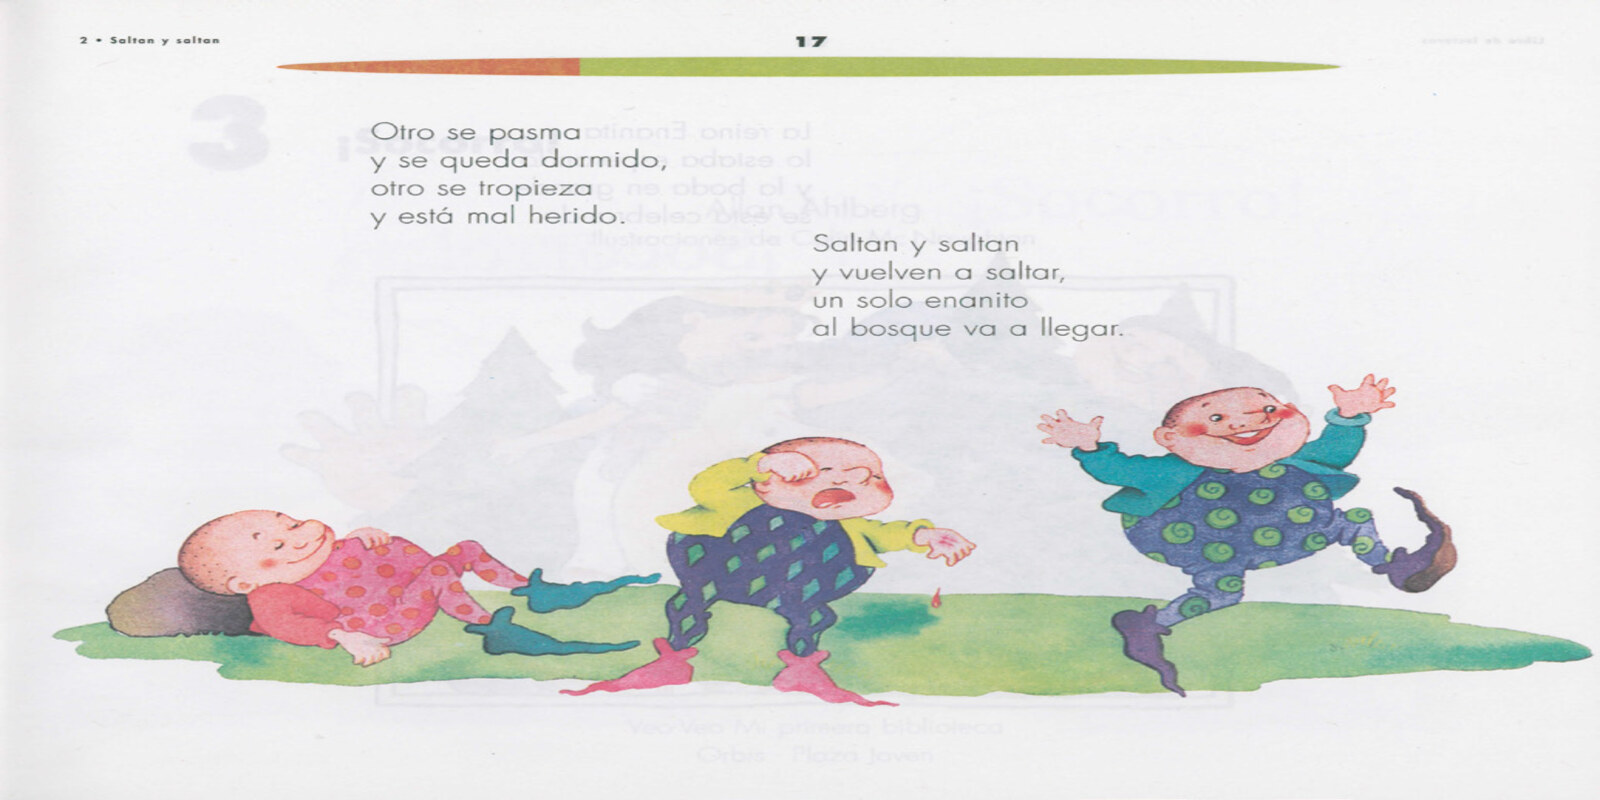 2 • Saltan y saltan
17
Otro se pasma
y se queda dormido,
otro se tropieza
y está mal herido.
Saltan y saltan
y vuelven a saltar,
un solo enanito
al bosque va a llegar.